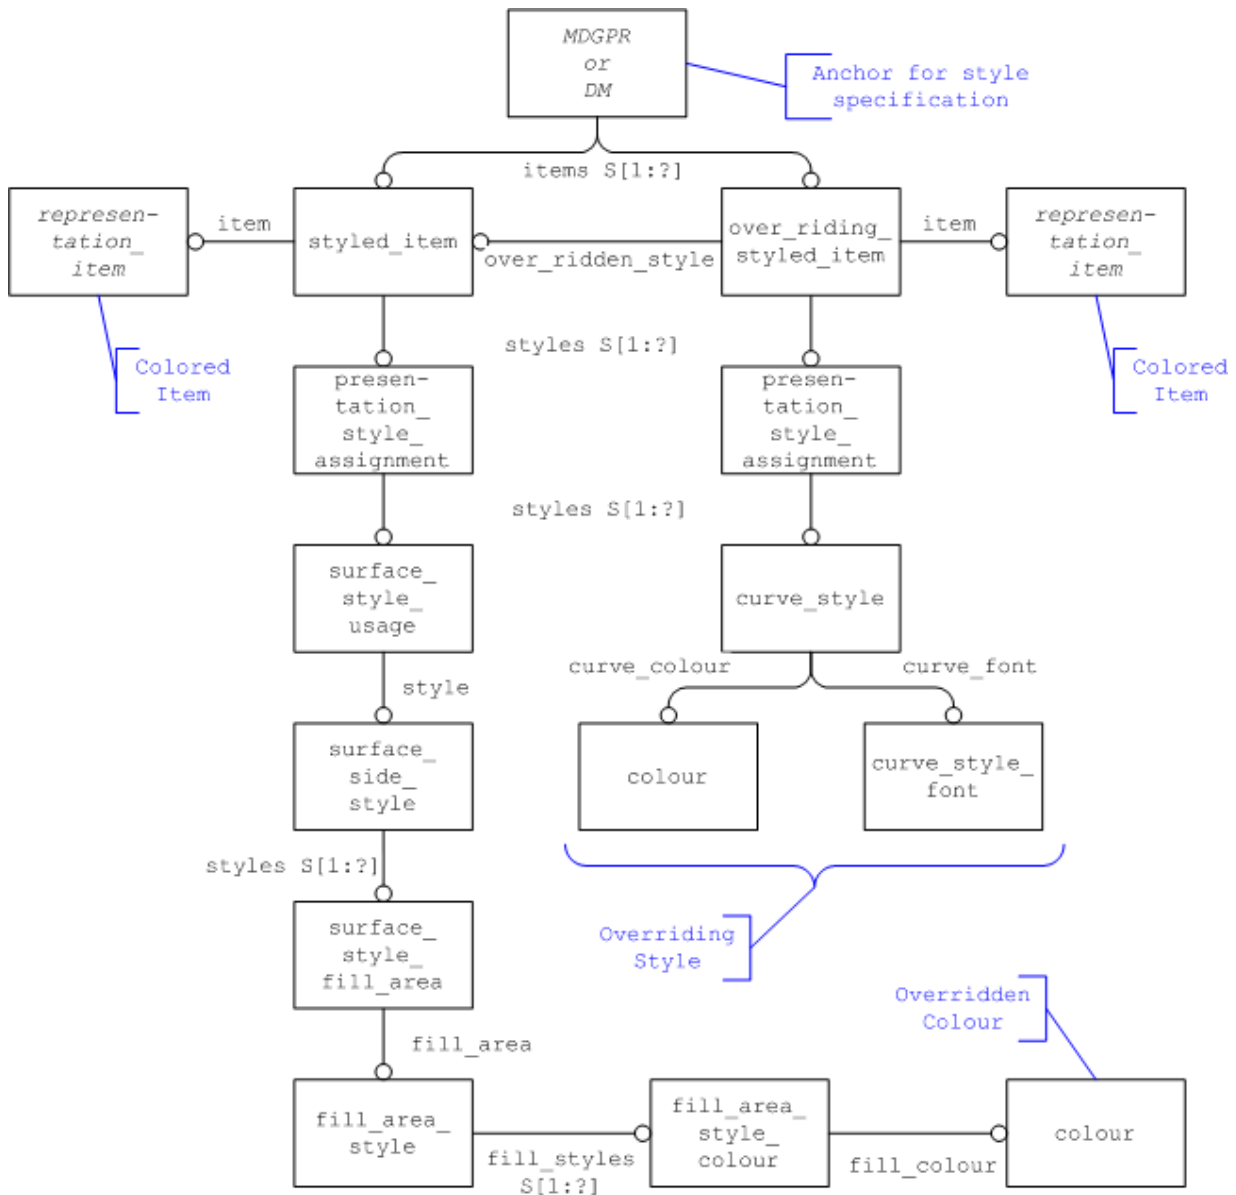 MDGPR
or
DM
Anchor for style
specification
items S[1:?]
represen-
tation_
item
item
styled_item
over_ridden_style
over_riding_
styled_item
item
represen-
tation_
item
Colored
Item
styles S[1:?]
Colored
Item
presen-
tation_
style_
assignment
presen-
tation_
style_
assignment
styles S[1:?]
surface_
style_
usage
curve_style
style
curve_colour
curve_font
surface_
side_
style
colour
curve_style_
font
styles S[1:?]
surface_
style_
fill_area
Overriding
Style
Overridden
Colour
fill_area
fill_area_
style
fill_styles
S[1:?]
fill_area_
style_
colour
fill_colour
colour